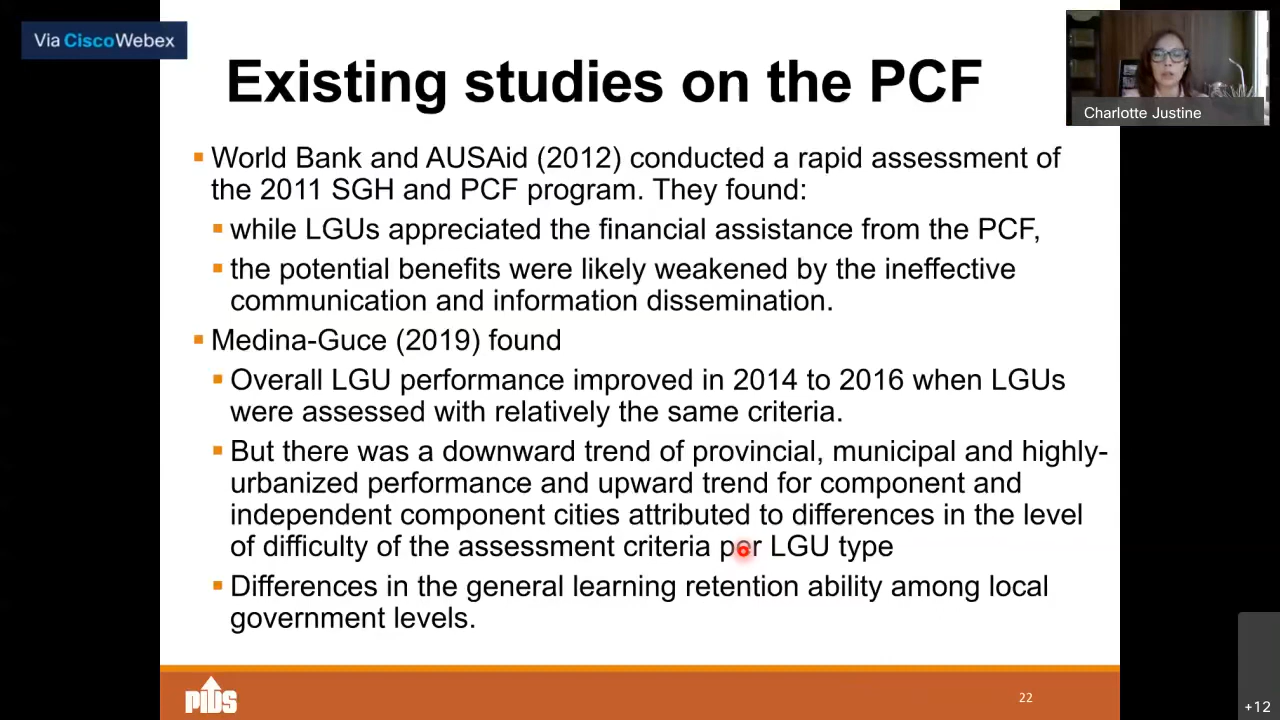 Via CiscoWebex
Existing studies on the PCF
Charlotte Justine
World Bank and AUSAid (2012) conducted a rapid assessment of
the 2011 SGH and PCF program. They found:
while LGUs appreciated the financial assistance from the PCF,
the potential benefits were likely weakened by the ineffective
communication and information dissemination.
Medina-Guce (2019) found
Overall LGU performance improved in 2014 to 2016 when LGUs
were assessed with relatively the same criteria.
But there was a downward trend of provincial, municipal and highly-
urbanized performance and upward trend for component and
independent component cities attributed to differences in the level
of difficulty of the assessment criteria per LGU type
Differences in the general learning retention ability among local
government levels.
PIDS
22
+12